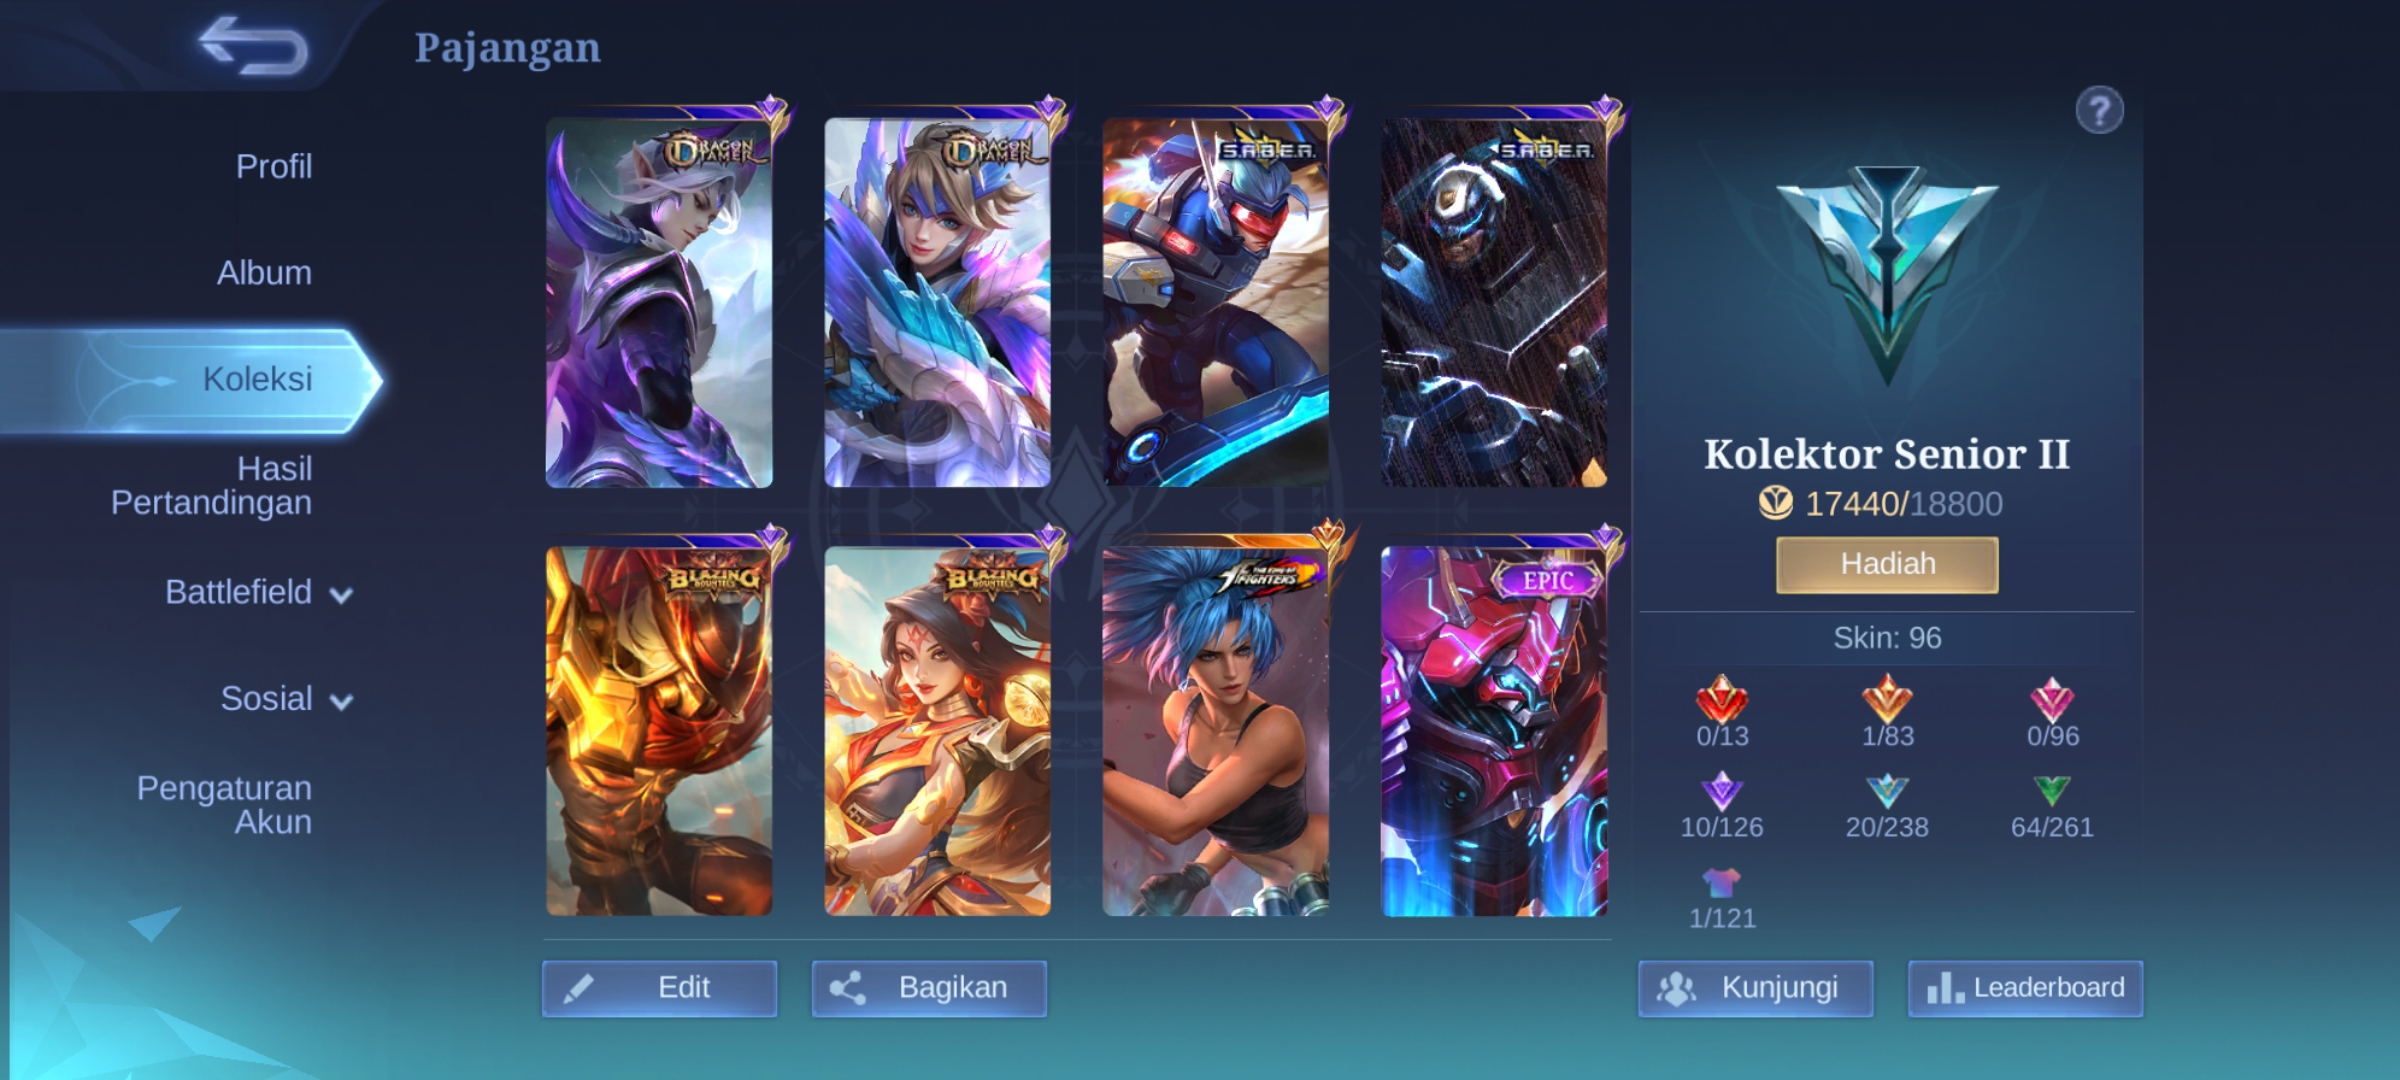 Pajangan
?
Profil
Album
Koleksi
Hasil
Pertandingan
Battlefield
Sosial
Pengaturan
Akun
DRAGON
TAMER
DRAGON
TAMER
S.A.B.E.R.
S.A.B.E.R.
BLAZING
BOUNTIES
BLAZING
BOUNTIES
THE KING OF
FIGHTERS
EPIC
Edit
Bagikan
Kolektor Senior II
17440/18800
Hadiah
Skin: 96
0/13
1/83
0/96
10/126
20/238
64/261
1/121
Kunjungi
Leaderboard